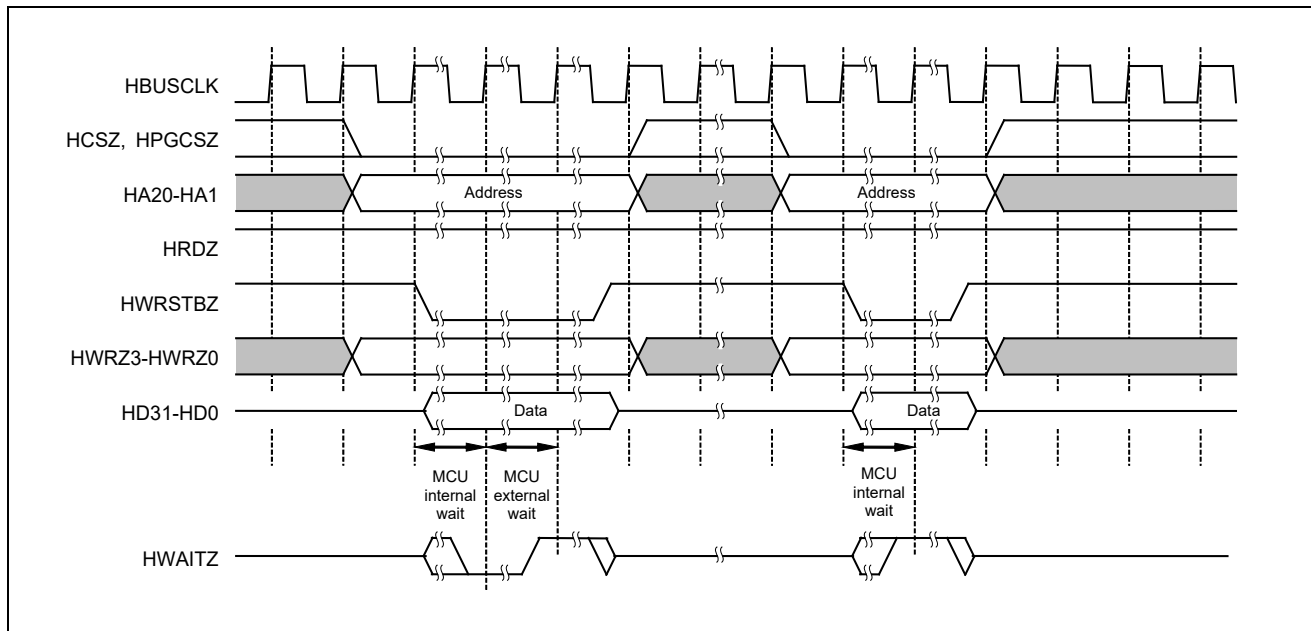 HBUSCLK
HCSZ, HPGCSZ
HA20-HA1
Address
Address
HRDZ
HWRSTBZ
HWRZ3-HWRZ0
HD31-HD0
Data
Data
MCU
internal
wait
MCU
external
wait
MCU
internal
wait
HWAITZ